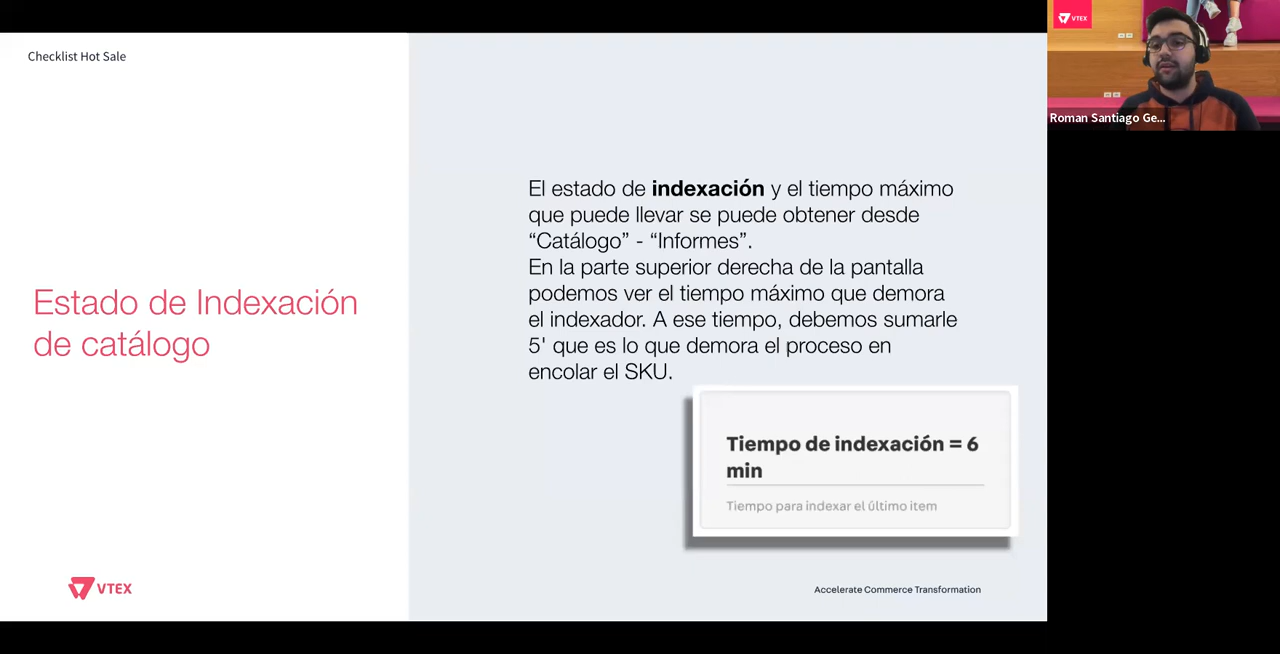 Checklist Hot Sale
Estado de Indexación
de catálogo
El estado de indexación y el tiempo máximo
que puede llevar se puede obtener desde
“Catálogo” - “Informes”.
En la parte superior derecha de la pantalla
podemos ver el tiempo máximo que demora
el indexador. A ese tiempo, debemos sumarle
5' que es lo que demora el proceso en
encolar el SKU.
Tiempo de indexación = 6
min
Tiempo para indexar el último item
VTEX
Accelerate Commerce Transformation
VTEX
Roman Santiago Ge...